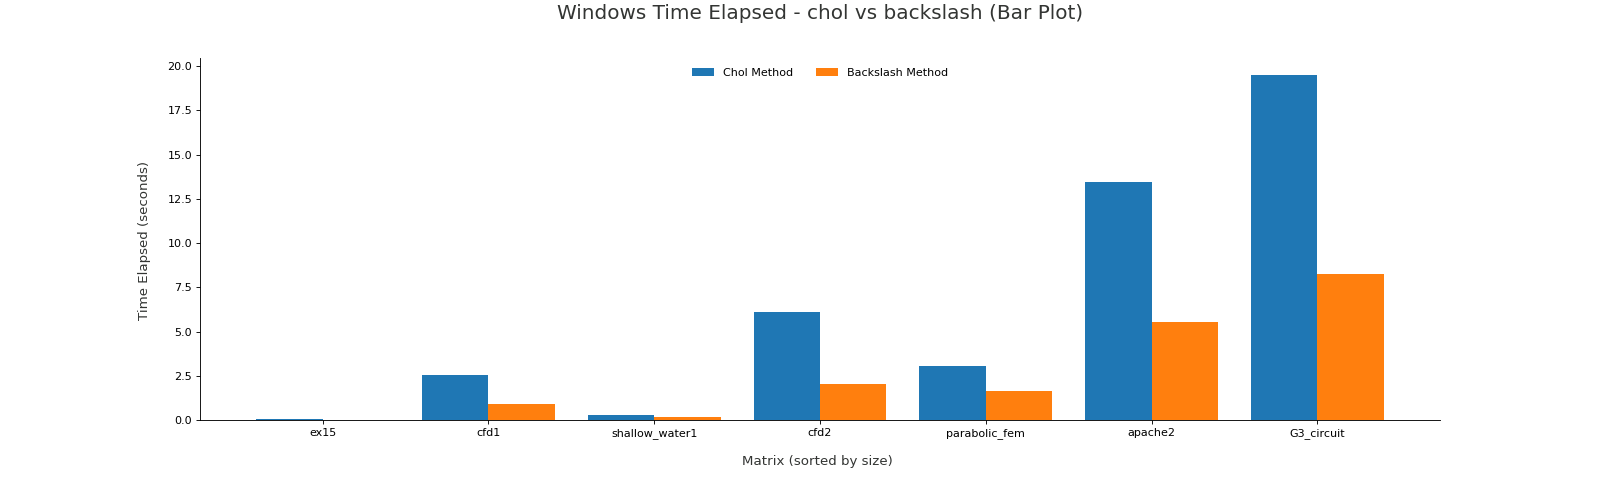 Windows Time Elapsed - chol vs backslash (Bar Plot)
Chol Method
Backslash Method
Time Elapsed (seconds)
20.0
17.5
15.0
12.5
10.0
7.5
5.0
2.5
0.0
ex15
cfd1
shallow_water1
cfd2
parabolic_fem
apache2
G3_circuit
Matrix (sorted by size)